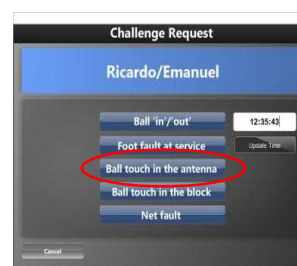 Challenge Request
Ricardo/Emanuel
Ball 'in'/'out'
12:35:43
Foot fault at service
Update Time
Ball touch in the antenna
Ball touch in the block
Net fault
Cancel